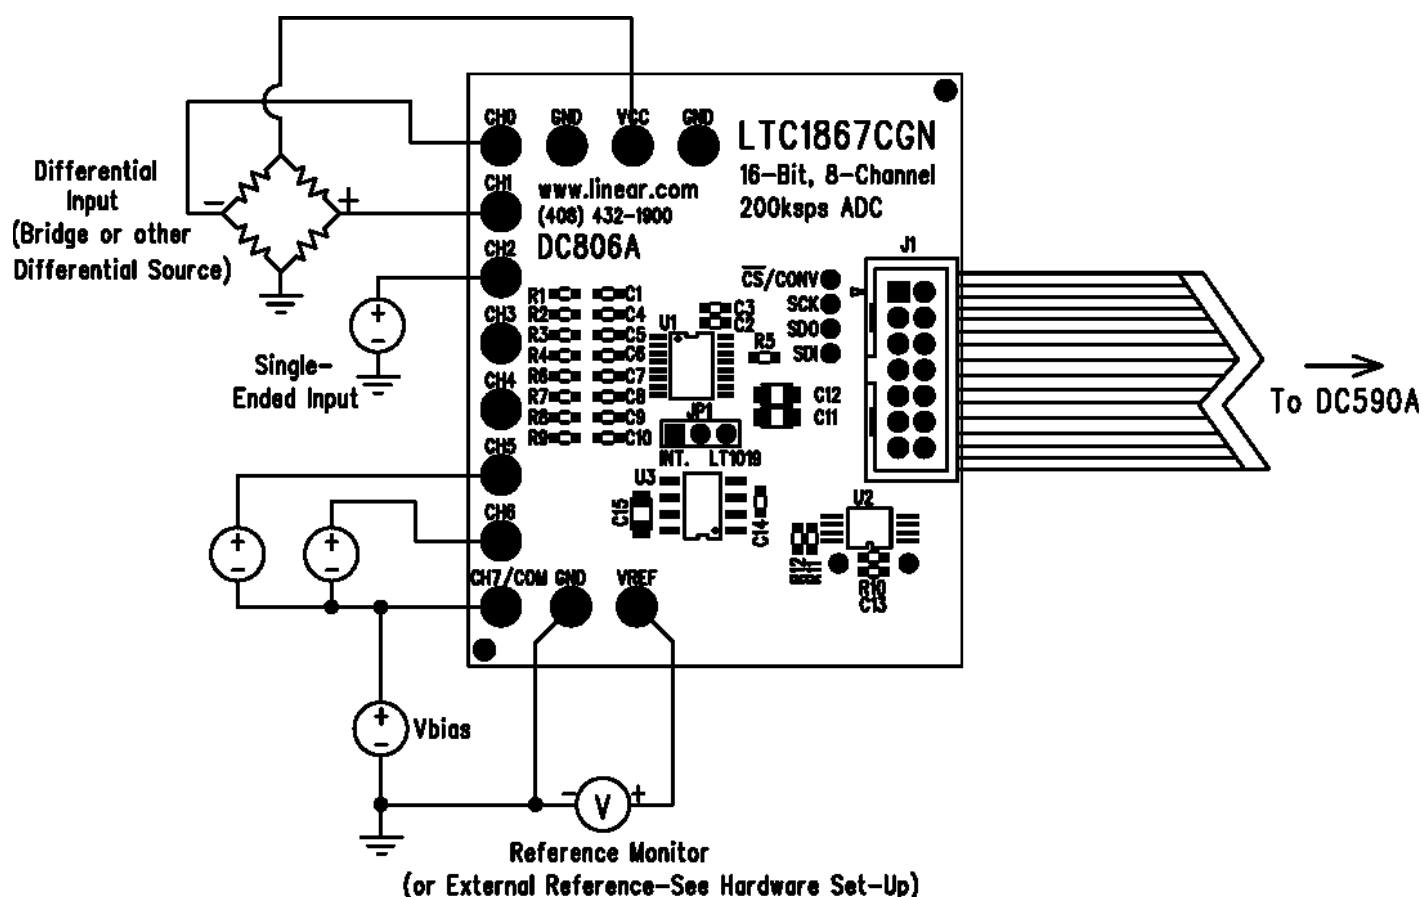 CH0
GND
VCC
GND
LTC1867CGN
16-Bit, 8-Channel
200ksps ADC
Differential
Input
(Bridge or other
Differential Source)
-
+
CH1
www.linear.com
(408) 432-1900
DC806A
CH2
J1
CS/CONV
SCK
SDO
SDI
R1
C1
R2
C4
R3
C5
R4
C6
R6
C7
R7
C8
R8
C9
R9
C10
U1
C3
C2
R5
C12
C11
CH3
+
-
Single-
Ended Input
CH4
JP1
INT.
LT1019
To DC590A
CH5
U3
C15
C14
U2
CH6
+
-
+
-
R12
R11
R10
C13
CH7/COM
GND
VREF
+
-
Vbias
-
V
+
Reference Monitor
(or External Reference-See Hardware Set-Up)